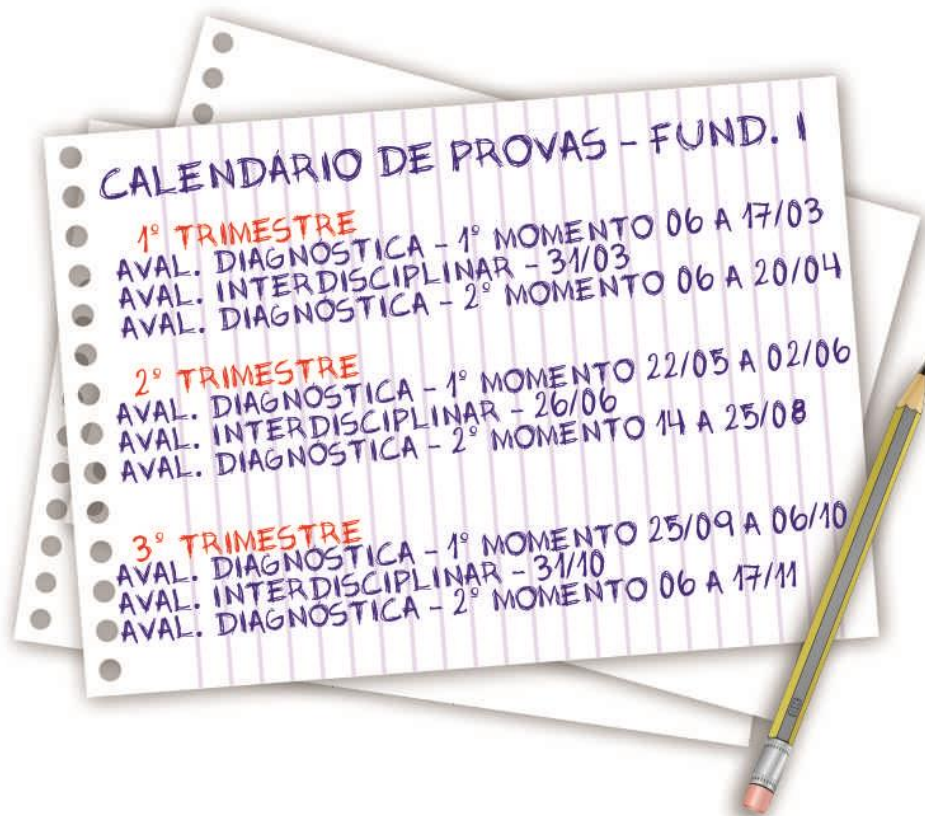 CALENDÁRIO DE PROVAS - FUND. I
1º TRIMESTRE
AVAL. DIAGNÓSTICA - 1º MOMENTO 06 A 17/03
AVAL. INTERDISCIPLINAR - 31/03
AVAL. DIAGNÓSTICA - 2º MOMENTO 06 A 20/04
2º TRIMESTRE
AVAL. DIAGNÓSTICA - 1º MOMENTO 22/05 A 02/06
AVAL. INTERDISCIPLINAR - 26/06
AVAL. DIAGNÓSTICA - 2º MOMENTO 14 A 25/08
3º TRIMESTRE
AVAL. DIAGNÓSTICA - 1º MOMENTO 25/09 A 06/10
AVAL. INTERDISCIPLINAR - 31/10
AVAL. DIAGNÓSTICA - 2º MOMENTO 06 A 17/11